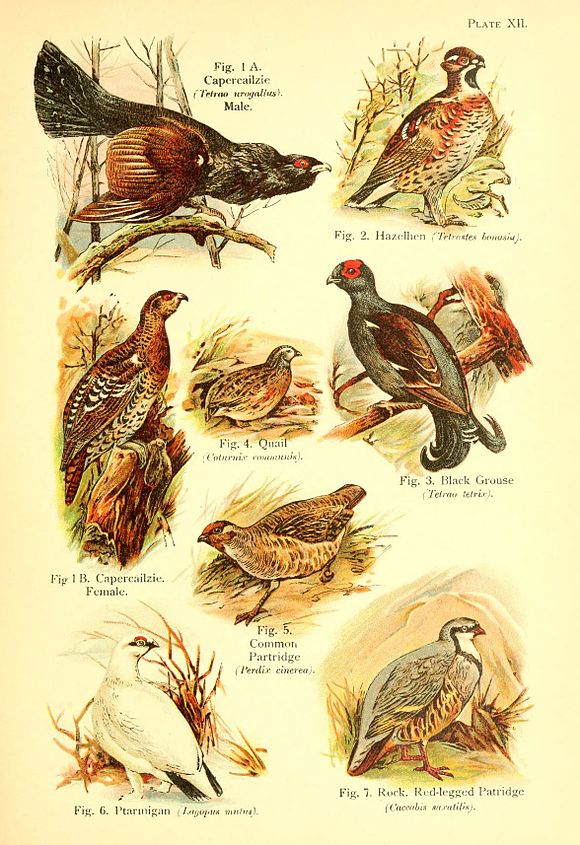 PLATE XII.
Fig. 1 A.
Capercailzie
(Tetrao urogallus).
Male.
Fig. 2. Hazelhen (Tetrastes bonasia).
Fig. 4. Quail
(Coturnix communis).
Fig. 3. Black Grouse
(Tetrao tetrix).
Fig 1 B. Capercailzie.
Female.
Fig. 5.
Common
Partridge
(Perdix cinerea).
Fig. 6. Ptarmigan (Lagopus mutus).
Fig. 7. Rock, Red-legged Patridge
(Caccabis saxatilis).